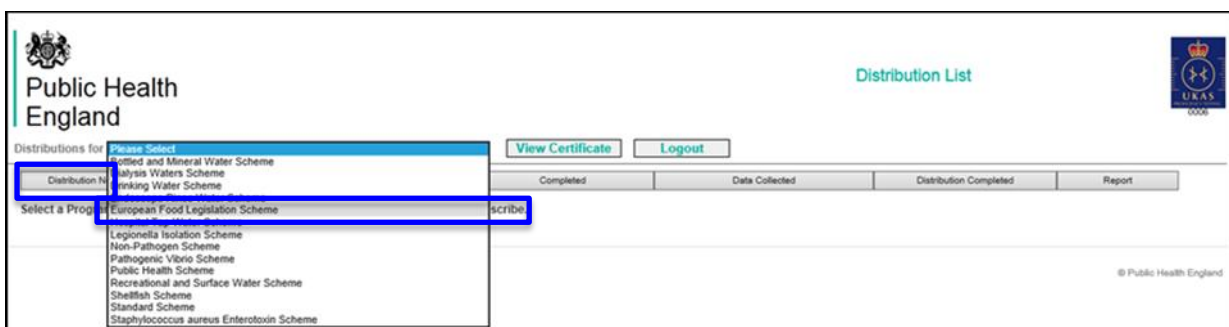 Public Health
England
Distribution List
UKAS
0006
Distributions for Please Select View Certificate Logout
Bottled and Mineral Water Scheme
Dialysis Waters Scheme
Drinking Water Scheme
Distribution N Completed Data Collected Distribution Completed Report
European Food Legislation Scheme
Select a Program scribe.
Legionella Isolation Scheme
Non-Pathogen Scheme
Pathogenic Vibrio Scheme
Public Health Scheme
Recreational and Surface Water Scheme
Shellfish Scheme
Standard Scheme
Staphylococcus aureus Enterotoxin Scheme
© Public Health England